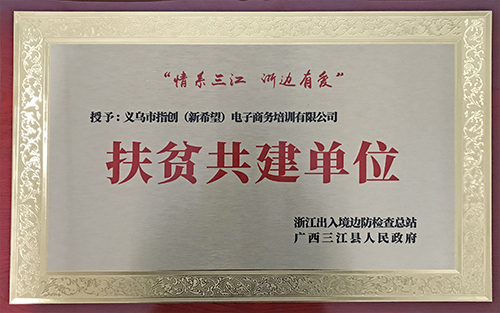 “情系三江 浙边有爱”
授予：义乌市指创（新希望）电子商务培训有限公司
扶贫共建单位
浙江出入境边防检查总站
广西三江县人民政府